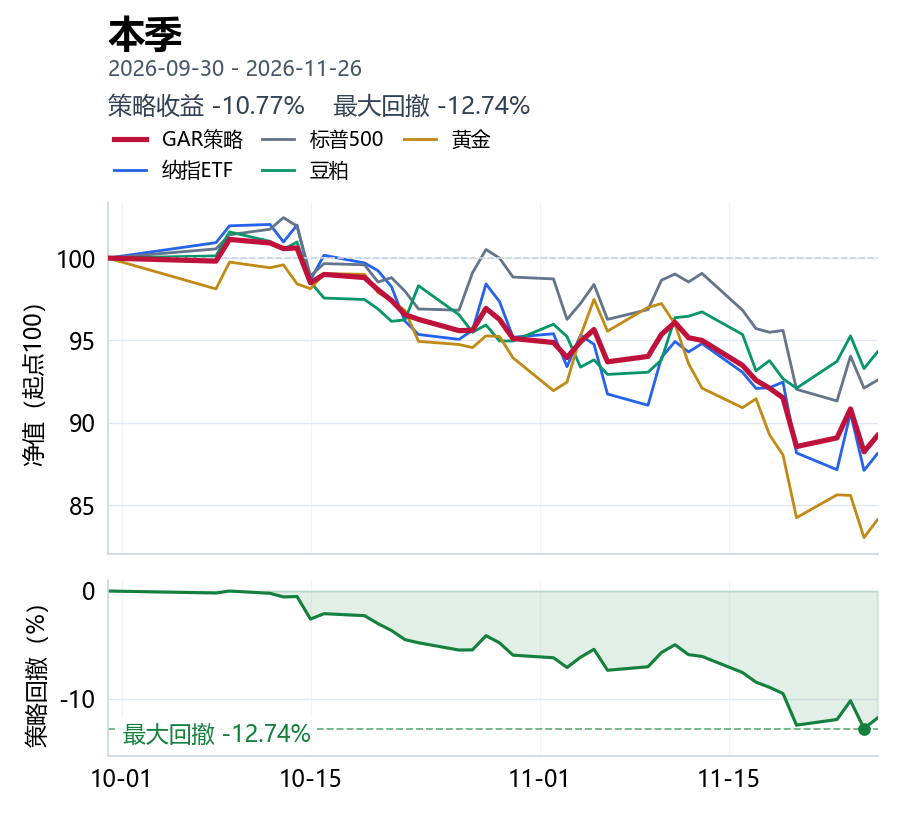 本季
2026-09-30 - 2026-11-26
策略收益 -10.77% 最大回撤 -12.74%
GAR策略 标普500 黄金
纳指ETF 豆粕
净值（起点100）
100
95
90
85
策略回撤（%）
0
-10
最大回撤 -12.74%
10-01 10-15 11-01 11-15